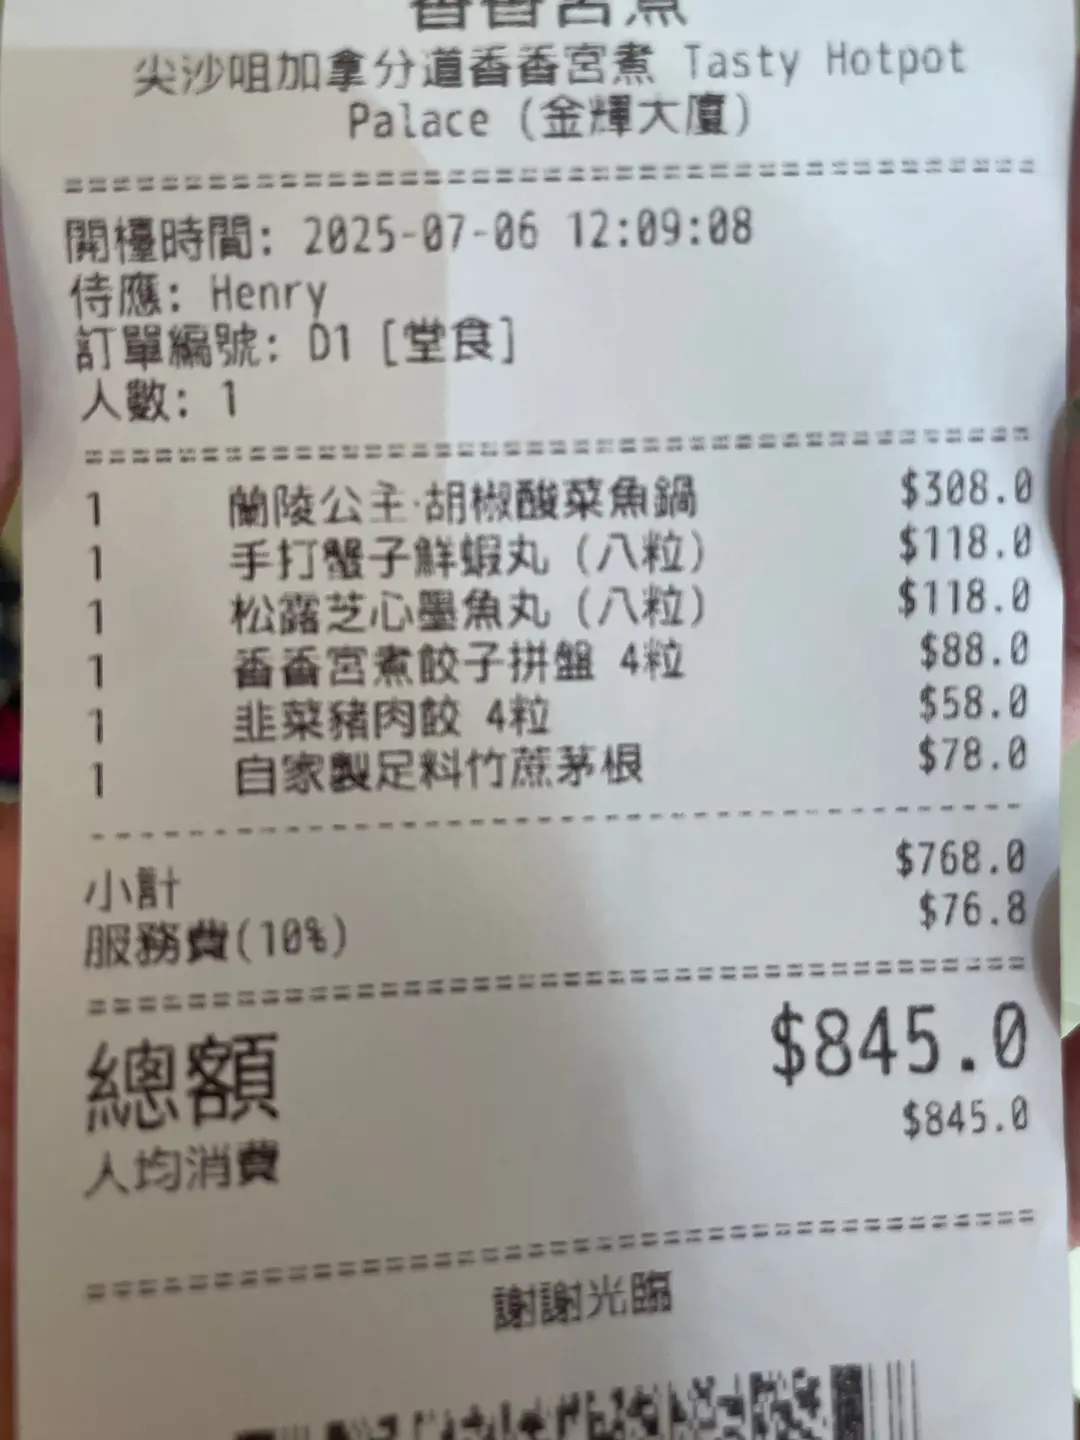 香香宮煮
尖沙咀加拿分道香香宮煮 Tasty Hotpot
Palace (金輝大廈)
開檯時間: 2025-07-06 12:09:08
侍應: Henry
訂單編號: D1 [堂食]
人數: 1
1 蘭陵公主·胡椒酸菜魚鍋 $308.0
1 手打蟹子鮮蝦丸 (八粒) $118.0
1 松露芝心墨魚丸 (八粒) $118.0
1 香香宮煮餃子拼盤 4粒 $88.0
1 韭菜豬肉餃 4粒 $58.0
1 自家製足料竹蔗茅根 $78.0
小計 $768.0
服務費(10%) $76.8
總額 $845.0
人均消費 $845.0
謝謝光臨